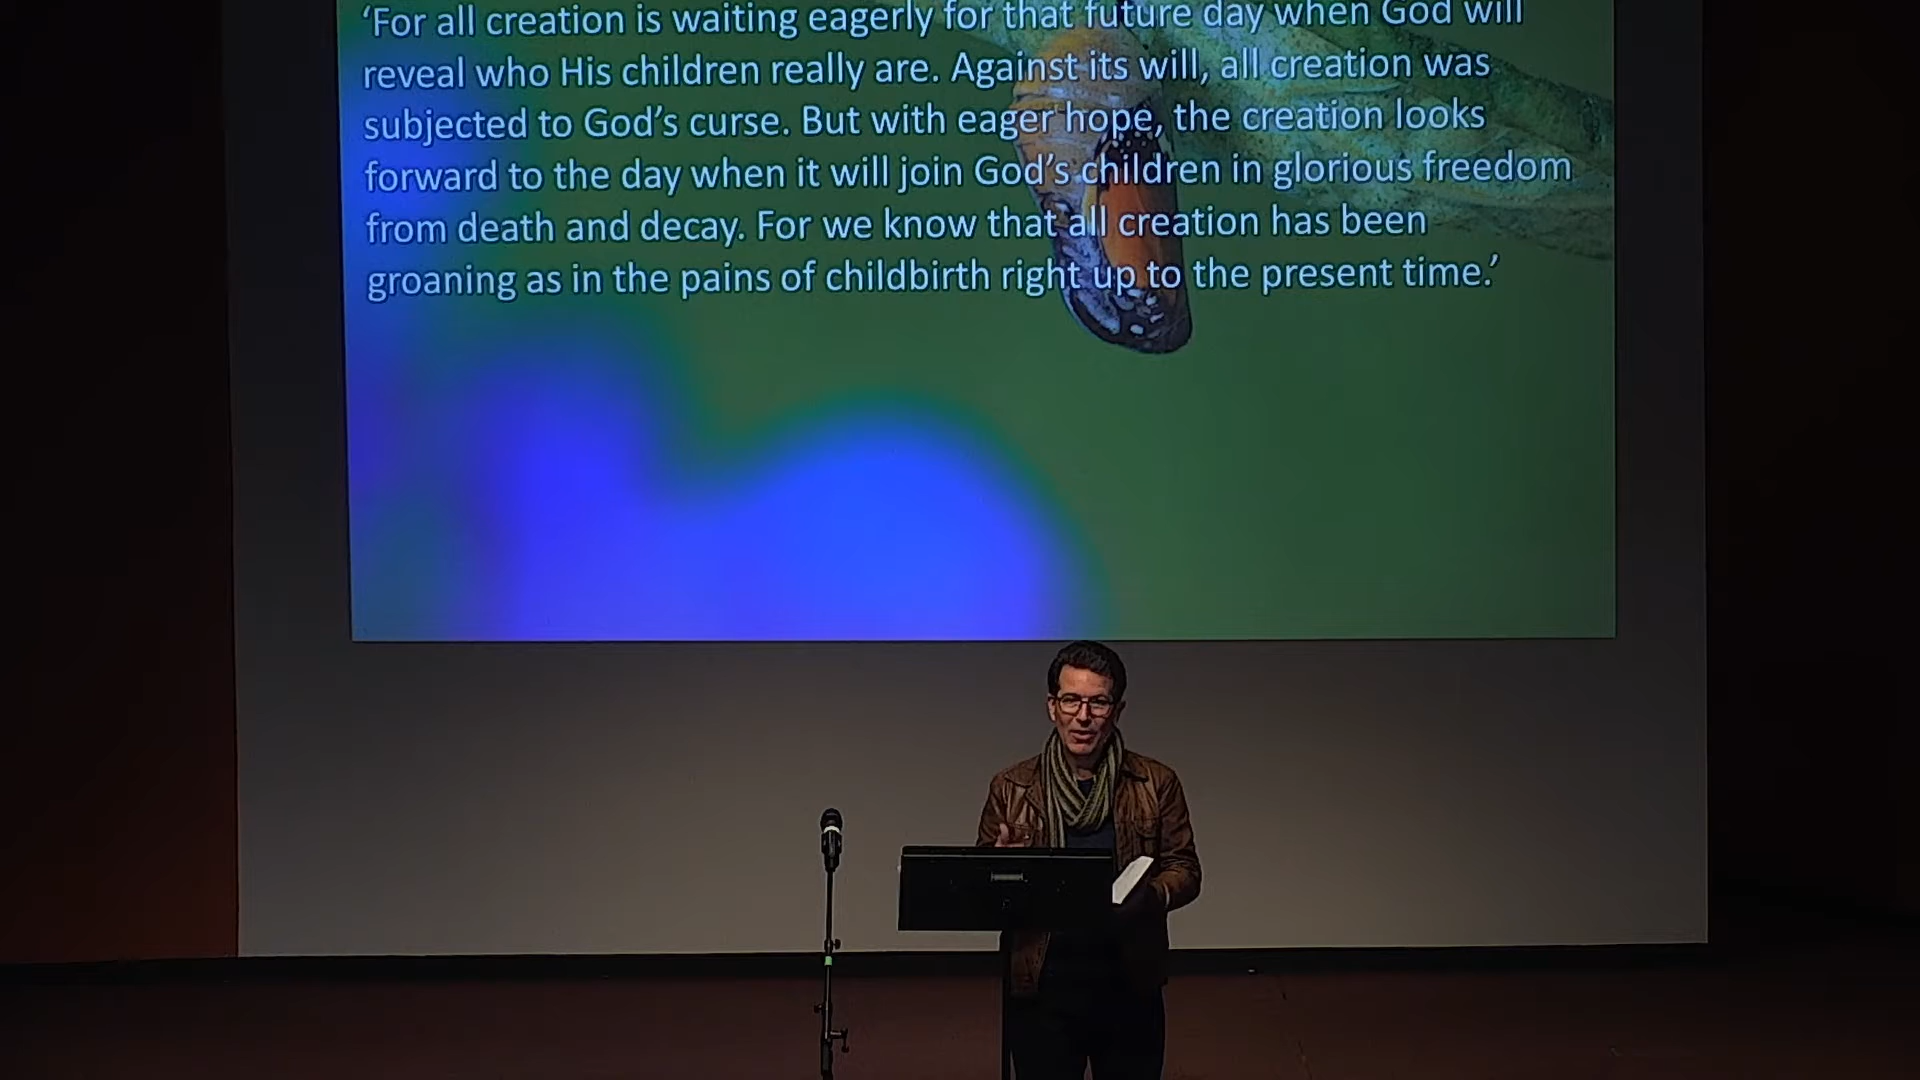 ‘For all creation is waiting eagerly for that future day when God will
reveal who His children really are. Against its will, all creation was
subjected to God’s curse. But with eager hope, the creation looks
forward to the day when it will join God’s children in glorious freedom
from death and decay. For we know that all creation has been
groaning as in the pains of childbirth right up to the present time.’